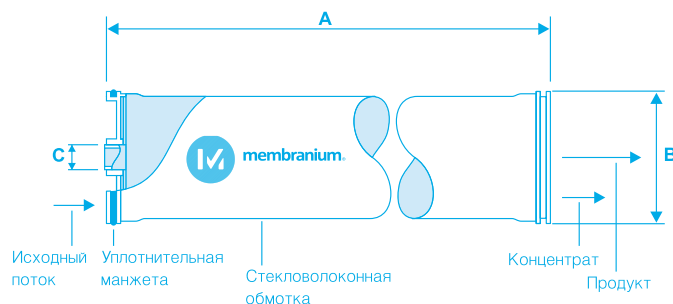 A
C
membranium®
B
Исходный
поток
Уплотнительная
манжета
Стекловолоконная
обмотка
Концентрат
Продукт